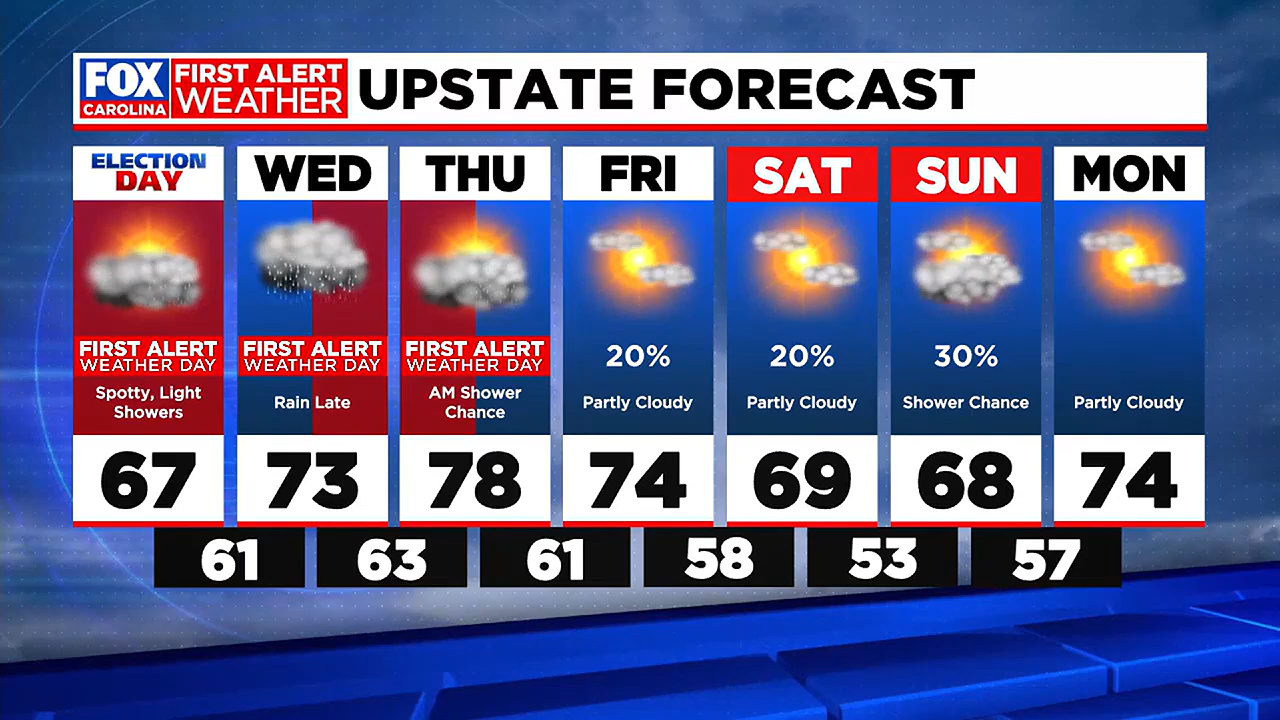 FOX
CAROLINA
FIRST ALERT
WEATHER
UPSTATE FORECAST
ELECTION
DAY
WED
THU
FRI
SAT
SUN
MON
FIRST ALERT
WEATHER DAY
FIRST ALERT
WEATHER DAY
FIRST ALERT
WEATHER DAY
20%
20%
30%
Spotty, Light
Showers
Rain Late
AM Shower
Chance
Partly Cloudy
Partly Cloudy
Shower Chance
Partly Cloudy
67
73
78
74
69
68
74
61
63
61
58
53
57